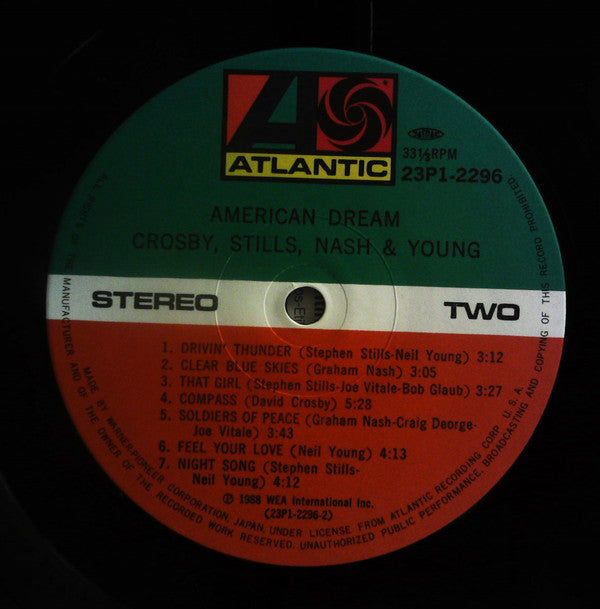 ATLANTIC
33⅓RPM
23P1-2296
AMERICAN DREAM
CROSBY, STILLS, NASH & YOUNG
STEREO
TWO
1. DRIVIN' THUNDER (Stephen Stills-Neil Young) 3:12
2. CLEAR BLUE SKIES (Graham Nash) 3:05
3. THAT GIRL (Stephen Stills-Joe Vitale-Bob Glaub) 3:27
4. COMPASS (David Crosby) 5:28
5. SOLDIERS OF PEACE (Graham Nash-Craig Deorge-
Joe Vitale) 3:43
6. FEEL YOUR LOVE (Neil Young) 4:13
7. NIGHT SONG (Stephen Stills-
Neil Young) 4:12
℗ 1988 WEA International Inc.
(23P1-2296-2)
MADE BY WARNER-PIONEER CORPORATION, JAPAN, UNDER LICENSE FROM ATLANTIC RECORDING CORP. U.S.A.
ALL RIGHTS OF THE MANUFACTURER AND OF THE OWNER OF THE RECORDED WORK RESERVED. UNAUTHORIZED PUBLIC PERFORMANCE, BROADCASTING AND COPYING OF THIS RECORD PROHIBITED.